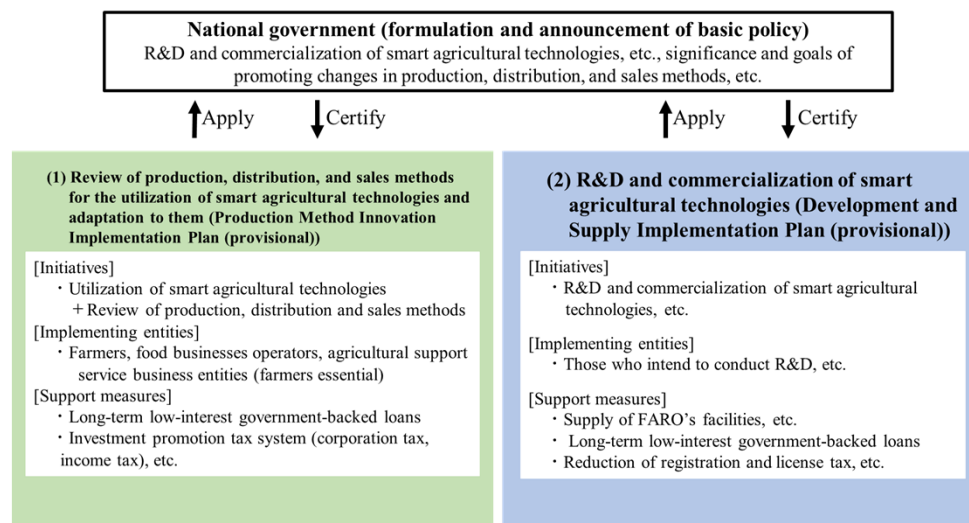 National government (formulation and announcement of basic policy)
R&D and commercialization of smart agricultural technologies, etc., significance and goals of
promoting changes in production, distribution, and sales methods, etc.
Apply
Certify
Apply
Certify
(1) Review of production, distribution, and sales methods
for the utilization of smart agricultural technologies and
adaptation to them (Production Method Innovation
Implementation Plan (provisional))
[Initiatives]
・Utilization of smart agricultural technologies
+Review of production, distribution and sales methods
[Implementing entities]
・Farmers, food businesses operators, agricultural support
service business entities (farmers essential)
[Support measures]
・Long-term low-interest government-backed loans
・Investment promotion tax system (corporation tax,
income tax), etc.
(2) R&D and commercialization of smart
agricultural technologies (Development and
Supply Implementation Plan (provisional))
[Initiatives]
・R&D and commercialization of smart agricultural
technologies, etc.
[Implementing entities]
・Those who intend to conduct R&D, etc.
[Support measures]
・Supply of FARO's facilities, etc.
・Long-term low-interest government-backed loans
・Reduction of registration and license tax, etc.